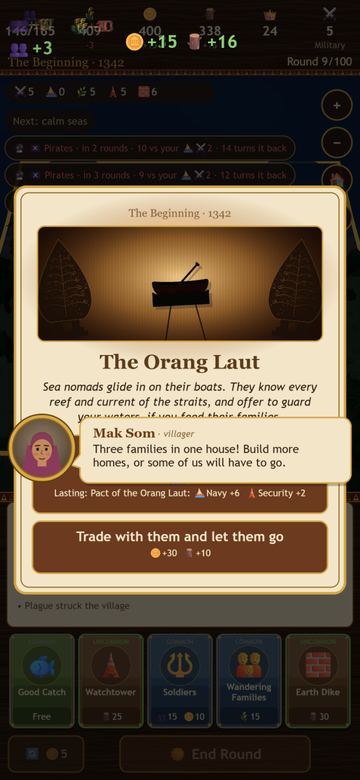 146/185 409 400 338 24 5
Military
+3 +15 +16
The Beginning · 1342 Round 9/100
5 0 5 5 6
Next: calm seas
Pirates - in 2 rounds - 10 vs your 2 - 14 turns it back
Pirates - in 3 rounds - 9 vs your 2 - 12 turns it back
The Beginning · 1342
The Orang Laut
Sea nomads glide in on their boats. They know every
reef and current of the straits, and offer to guard
your waters, if you feed their families.
Mak Som · villager
Three families in one house! Build more
homes, or some of us will have to go.
Lasting: Pact of the Orang Laut: Navy +6 Security +2
Trade with them and let them go
+30 +10
• Plague struck the village
Good Catch
Free
Watchtower
25
Soldiers
15 10
Wandering
Families
15
Earth Dike
30
5
End Round